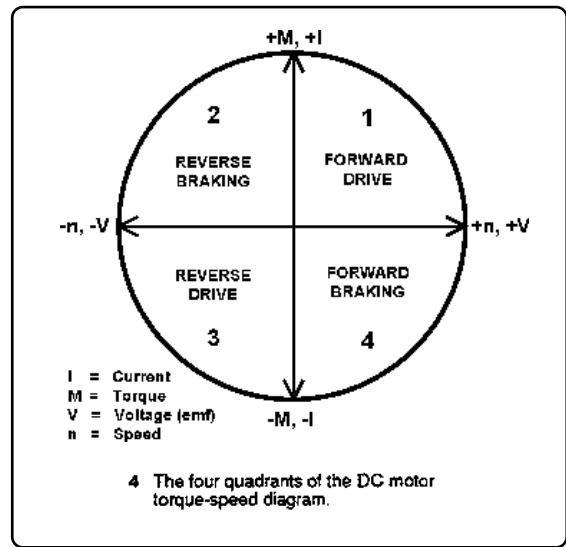 +M, +I
2 1
REVERSE
BRAKING
FORWARD
DRIVE
-n, -V +n, +V
REVERSE
DRIVE
FORWARD
BRAKING
3 4
I = Current
M = Torque
V = Voltage (emf)
n = Speed
-M, -I
4 The four quadrants of the DC motor
torque-speed diagram.